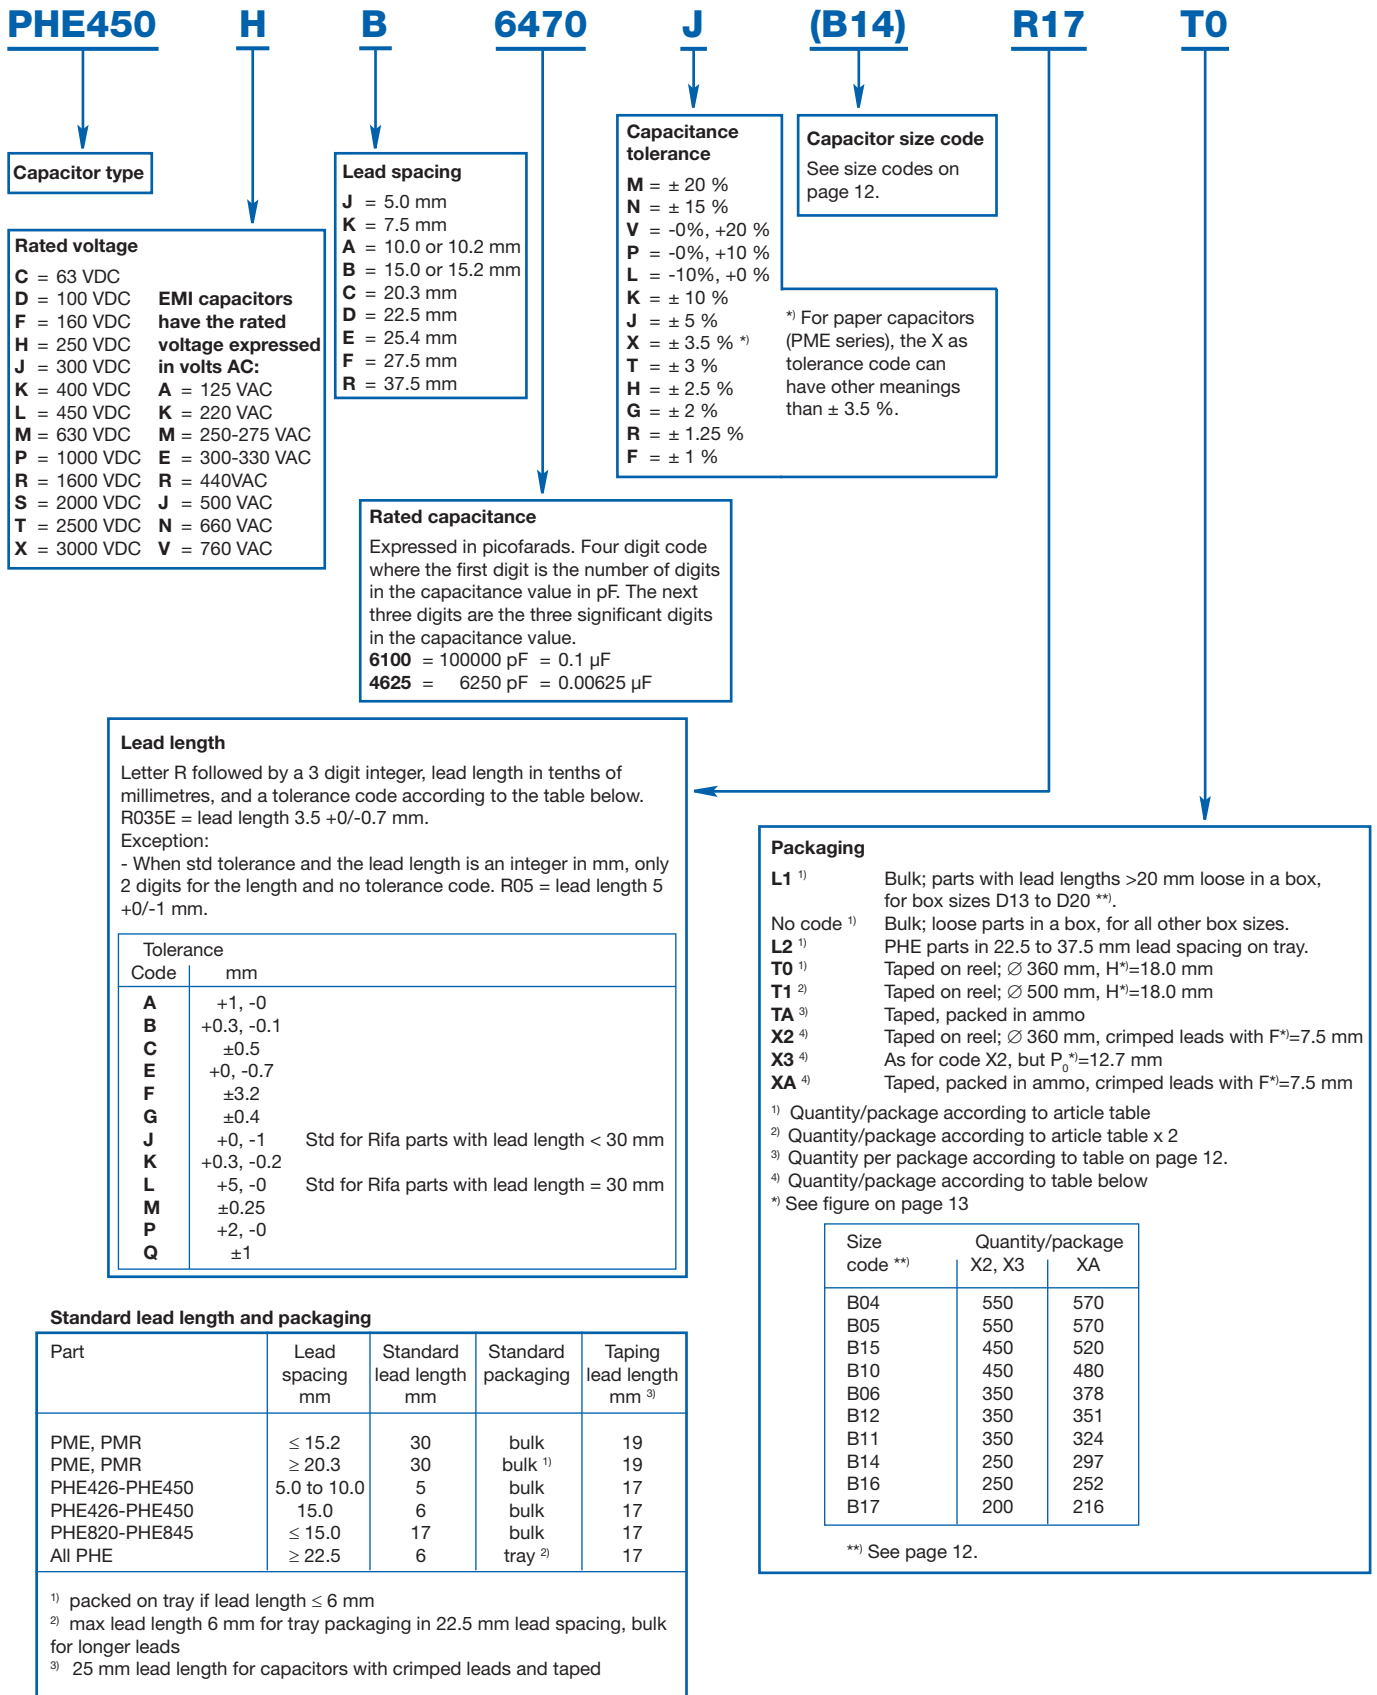 PHE450 H B 6470 J (B14) R17 T0
Capacitor type
Rated voltage
C = 63 VDC
D = 100 VDC
F = 160 VDC
H = 250 VDC
J = 300 VDC
K = 400 VDC
L = 450 VDC
M = 630 VDC
P = 1000 VDC
R = 1600 VDC
S = 2000 VDC
T = 2500 VDC
X = 3000 VDC
EMI capacitors
have the rated
voltage expressed
in volts AC:
A = 125 VAC
K = 220 VAC
M = 250-275 VAC
E = 300-330 VAC
R = 440VAC
J = 500 VAC
N = 660 VAC
V = 760 VAC
Lead spacing
J = 5.0 mm
K = 7.5 mm
A = 10.0 or 10.2 mm
B = 15.0 or 15.2 mm
C = 20.3 mm
D = 22.5 mm
E = 25.4 mm
F = 27.5 mm
R = 37.5 mm
Capacitance
tolerance
M = ± 20 %
N = ± 15 %
V = -0%, +20 %
P = -0%, +10 %
L = -10%, +0 %
K = ± 10 %
J = ± 5 %
X = ± 3.5 % *)
T = ± 3 %
H = ± 2.5 %
G = ± 2 %
R = ± 1.25 %
F = ± 1 %
*) For paper capacitors
(PME series), the X as
tolerance code can
have other meanings
than ± 3.5 %.
Capacitor size code
See size codes on
page 12.
Rated capacitance
Expressed in picofarads. Four digit code
where the first digit is the number of digits
in the capacitance value in pF. The next
three digits are the three significant digits
in the capacitance value.
6100 = 100000 pF = 0.1 µF
4625 = 6250 pF = 0.00625 µF
Lead length
Letter R followed by a 3 digit integer, lead length in tenths of
millimetres, and a tolerance code according to the table below.
R035E = lead length 3.5 +0/-0.7 mm.
Exception:
- When std tolerance and the lead length is an integer in mm, only
2 digits for the length and no tolerance code. R05 = lead length 5
+0/-1 mm.
Tolerance
Code mm
A +1, -0
B +0.3, -0.1
C ±0.5
E +0, -0.7
F ±3.2
G ±0.4
J +0, -1 Std for Rifa parts with lead length < 30 mm
K +0.3, -0.2
L +5, -0 Std for Rifa parts with lead length = 30 mm
M ±0.25
P +2, -0
Q ±1
Packaging
L1 1) Bulk; parts with lead lengths >20 mm loose in a box,
for box sizes D13 to D20 **).
No code 1) Bulk; loose parts in a box, for all other box sizes.
L2 1) PHE parts in 22.5 to 37.5 mm lead spacing on tray.
T0 1) Taped on reel; ∅ 360 mm, H*)=18.0 mm
T1 2) Taped on reel; ∅ 500 mm, H*)=18.0 mm
TA 3) Taped, packed in ammo
X2 4) Taped on reel; ∅ 360 mm, crimped leads with F*)=7.5 mm
X3 4) As for code X2, but P0*)=12.7 mm
XA 4) Taped, packed in ammo, crimped leads with F*)=7.5 mm
1) Quantity/package according to article table
2) Quantity/package according to article table x 2
3) Quantity per package according to table on page 12.
4) Quantity/package according to table below
*) See figure on page 13
Size Quantity/package
code **) X2, X3 XA
B04 550 570
B05 550 570
B15 450 520
B10 450 480
B06 350 378
B12 350 351
B11 350 324
B14 250 297
B16 250 252
B17 200 216
**) See page 12.
Standard lead length and packaging
Part Lead Standard Standard Taping
spacing lead length packaging lead length
mm mm mm 3)
PME, PMR ≤ 15.2 30 bulk 19
PME, PMR ≥ 20.3 30 bulk 1) 19
PHE426-PHE450 5.0 to 10.0 5 bulk 17
PHE426-PHE450 15.0 6 bulk 17
PHE820-PHE845 ≤ 15.0 17 bulk 17
All PHE ≥ 22.5 6 tray 2) 17
1) packed on tray if lead length ≤ 6 mm
2) max lead length 6 mm for tray packaging in 22.5 mm lead spacing, bulk
for longer leads
3) 25 mm lead length for capacitors with crimped leads and taped